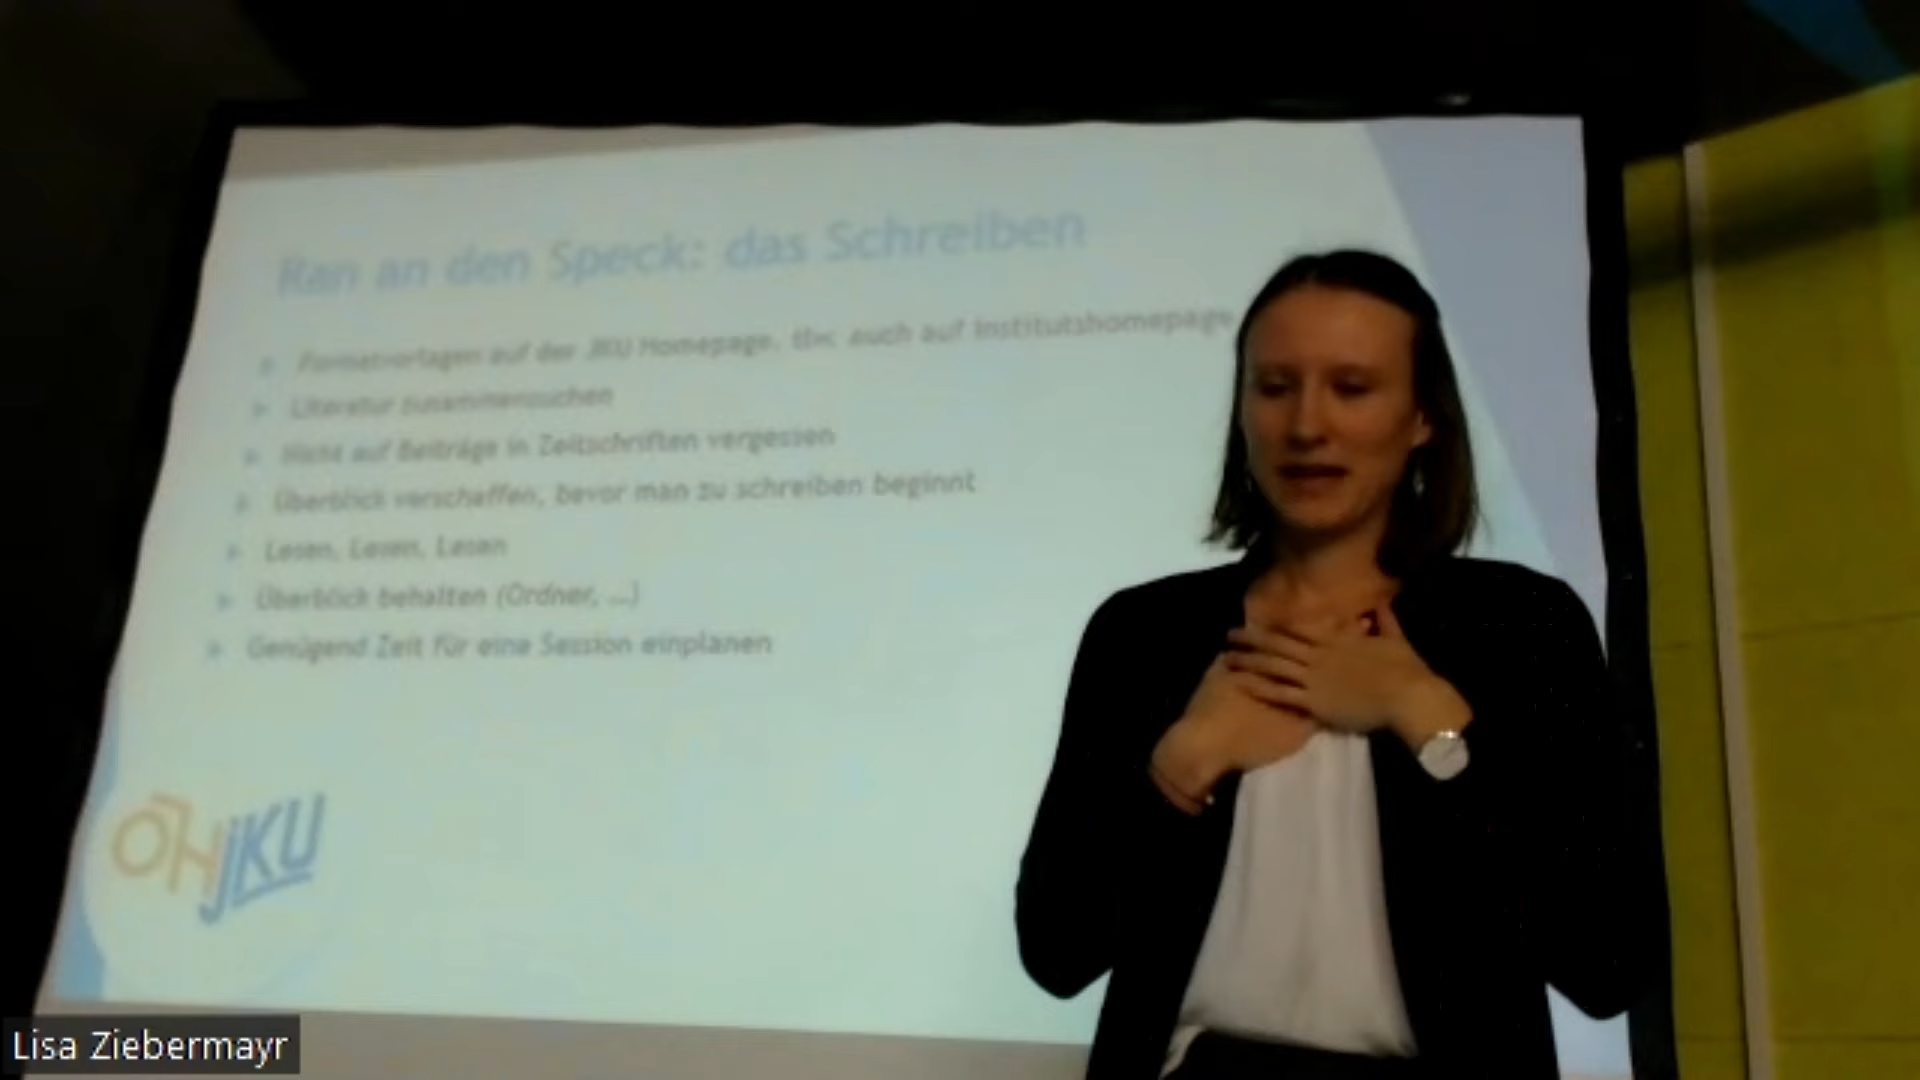 Ran an den Speck: das Schreiben
Formatvorlagen auf der JKU Homepage, tlw. auch auf Institutshomepage
Literatur zusammensuchen
Nicht auf Beiträge in Zeitschriften vergessen
Überblick verschaffen, bevor man zu schreiben beginnt
Lesen, Lesen, Lesen
Überblick behalten (Ordner, ...)
Genügend Zeit für eine Session einplanen
ÖH JKU
Lisa Ziebermayr